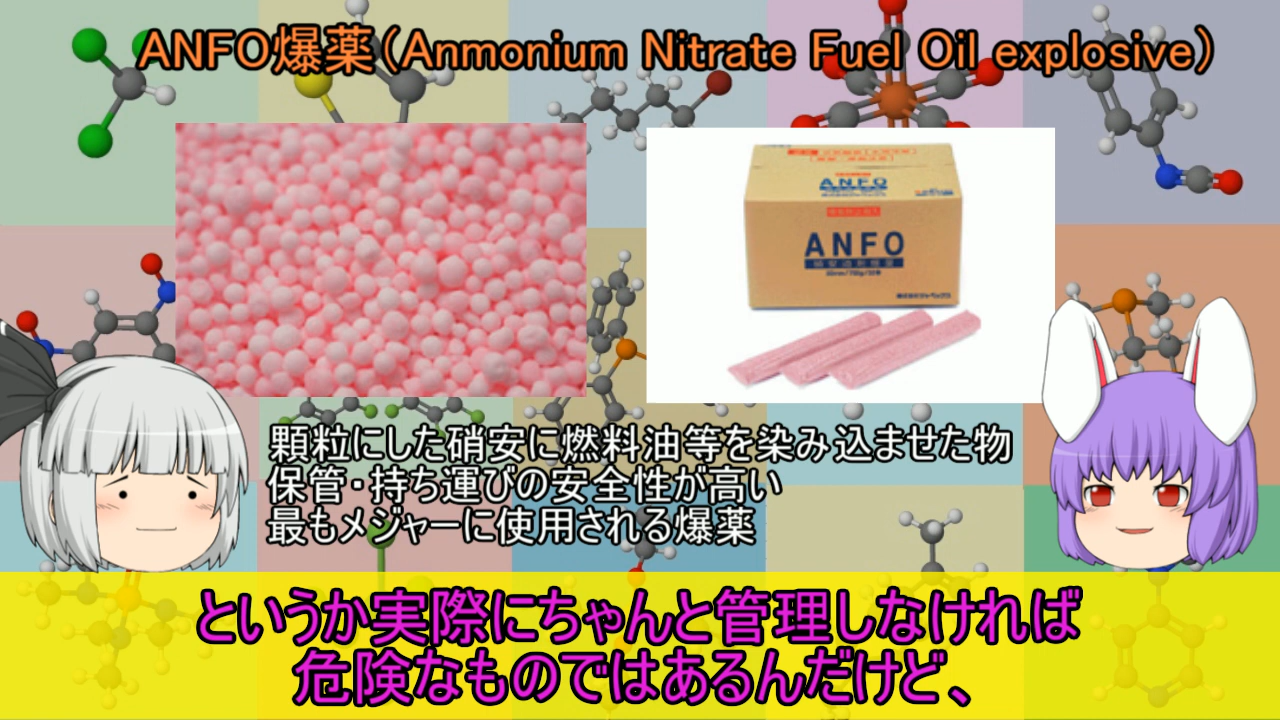 ANFO爆薬（Anmonium Nitrate Fuel Oil explosive）
ANFO
ANFO
顆粒にした硝安に燃料油等を染み込ませた物
保管・持ち運びの安全性が高い
最もメジャーに使用される爆薬
というか実際にちゃんと管理しなければ
危険なものではあるんだけど、